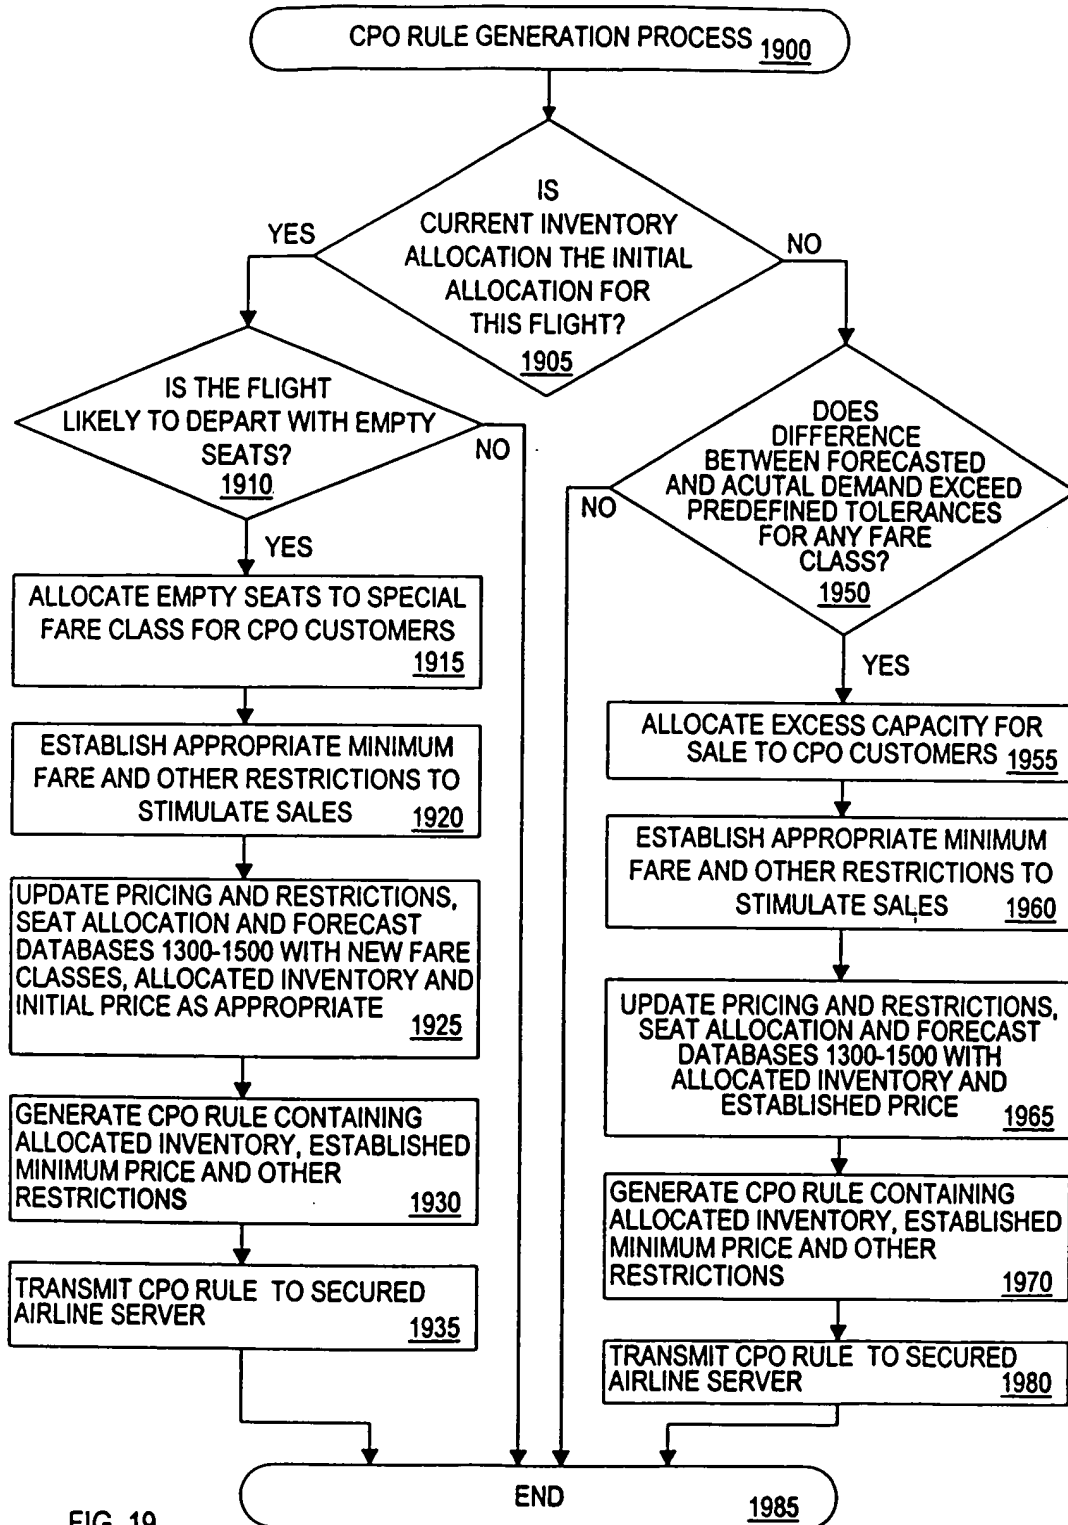 CPO RULE GENERATION PROCESS 1900
IS
CURRENT INVENTORY
ALLOCATION THE INITIAL
ALLOCATION FOR
THIS FLIGHT?
1905
YES
NO
IS THE FLIGHT
LIKELY TO DEPART WITH EMPTY
SEATS?
1910
NO
YES
ALLOCATE EMPTY SEATS TO SPECIAL
FARE CLASS FOR CPO CUSTOMERS
1915
ESTABLISH APPROPRIATE MINIMUM
FARE AND OTHER RESTRICTIONS TO
STIMULATE SALES 1920
UPDATE PRICING AND RESTRICTIONS,
SEAT ALLOCATION AND FORECAST
DATABASES 1300-1500 WITH NEW FARE
CLASSES, ALLOCATED INVENTORY AND
INITIAL PRICE AS APPROPRIATE 1925
GENERATE CPO RULE CONTAINING
ALLOCATED INVENTORY, ESTABLISHED
MINIMUM PRICE AND OTHER
RESTRICTIONS 1930
TRANSMIT CPO RULE TO SECURED
AIRLINE SERVER 1935
DOES
DIFFERENCE
BETWEEN FORECASTED
AND ACUTAL DEMAND EXCEED
PREDEFINED TOLERANCES
FOR ANY FARE
CLASS?
1950
NO
YES
ALLOCATE EXCESS CAPACITY FOR
SALE TO CPO CUSTOMERS 1955
ESTABLISH APPROPRIATE MINIMUM
FARE AND OTHER RESTRICTIONS TO
STIMULATE SALES 1960
UPDATE PRICING AND RESTRICTIONS,
SEAT ALLOCATION AND FORECAST
DATABASES 1300-1500 WITH
ALLOCATED INVENTORY AND
ESTABLISHED PRICE 1965
GENERATE CPO RULE CONTAINING
ALLOCATED INVENTORY, ESTABLISHED
MINIMUM PRICE AND OTHER
RESTRICTIONS 1970
TRANSMIT CPO RULE TO SECURED
AIRLINE SERVER 1980
END 1985
FIG. 19